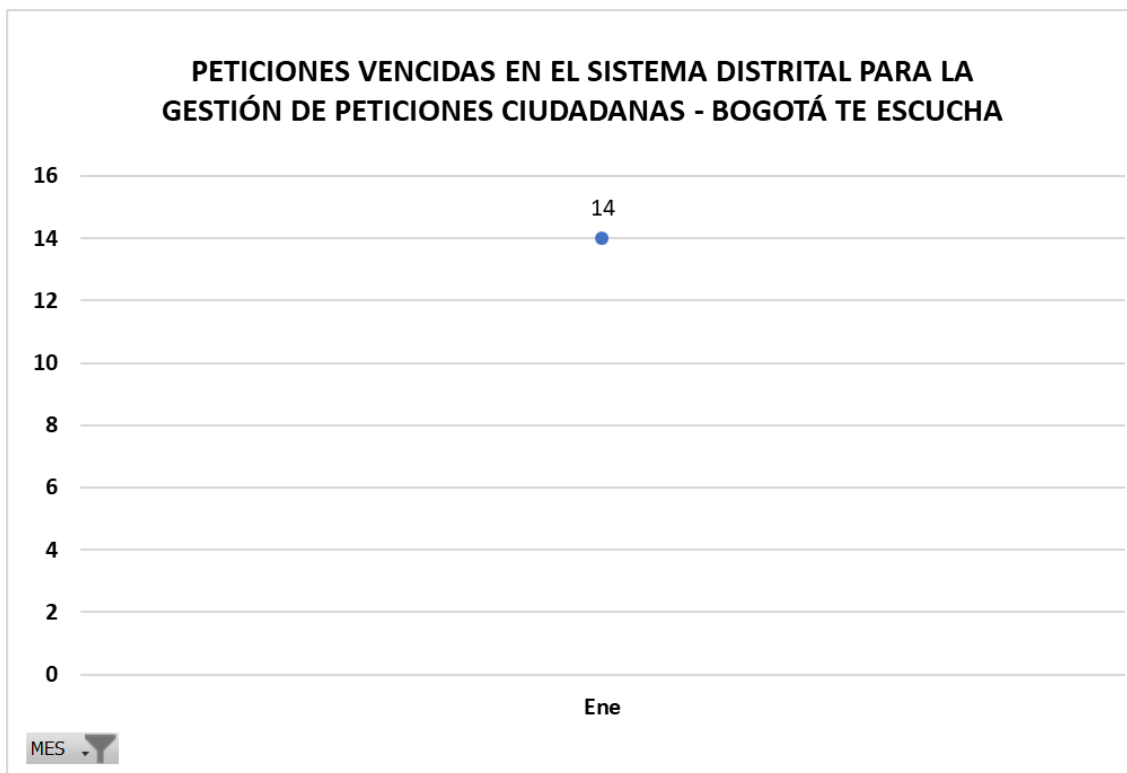 PETICIONES VENCIDAS EN EL SISTEMA DISTRITAL PARA LA
GESTIÓN DE PETICIONES CIUDADANAS - BOGOTÁ TE ESCUCHA
16
14
14
12
10
8
6
4
2
0
Ene
MES